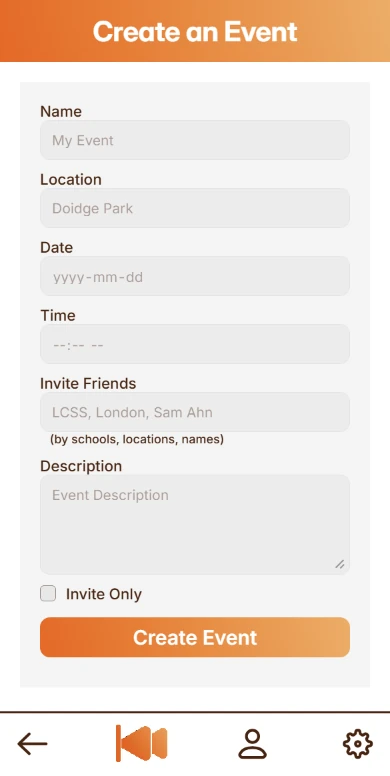 Create an Event
Name
My Event
Location
Doidge Park
Date
yyyy-mm-dd
Time
--:-- --
Invite Friends
LCSS, London, Sam Ahn
(by schools, locations, names)
Description
Event Description
Invite Only
Create Event